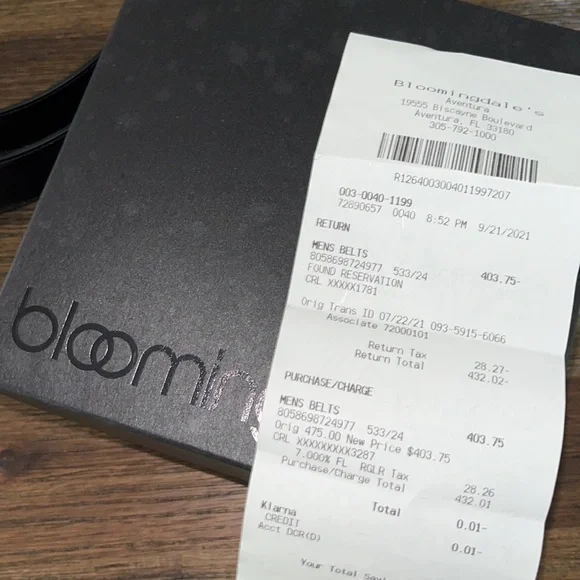 Bloomingdale's
Aventura
19555 Biscayne Boulevard
Aventura, FL 33180
305-792-1000
R1264003004011997207
003-0040-1199
72890657 0040 8:52 PM 9/21/2021
RETURN
MENS BELTS
8058698724977 533/24 403.75-
FOUND RESERVATION
CRL XXXXX1781
Orig Trans ID 07/22/21 093-5915-6066
Associate 72000101
Return Tax 28.27-
Return Total 432.02-
PURCHASE/CHARGE
MENS BELTS
8058698724977 533/24 403.75
Orig 475.00 New Price $403.75
CRL XXXXXXXXX3287
7.000% FL RGLR Tax 28.26
Purchase/Charge Total 432.01
Klarna Total 0.01-
CREDIT
Acct DCR(D) 0.01-
Your Total
blooming